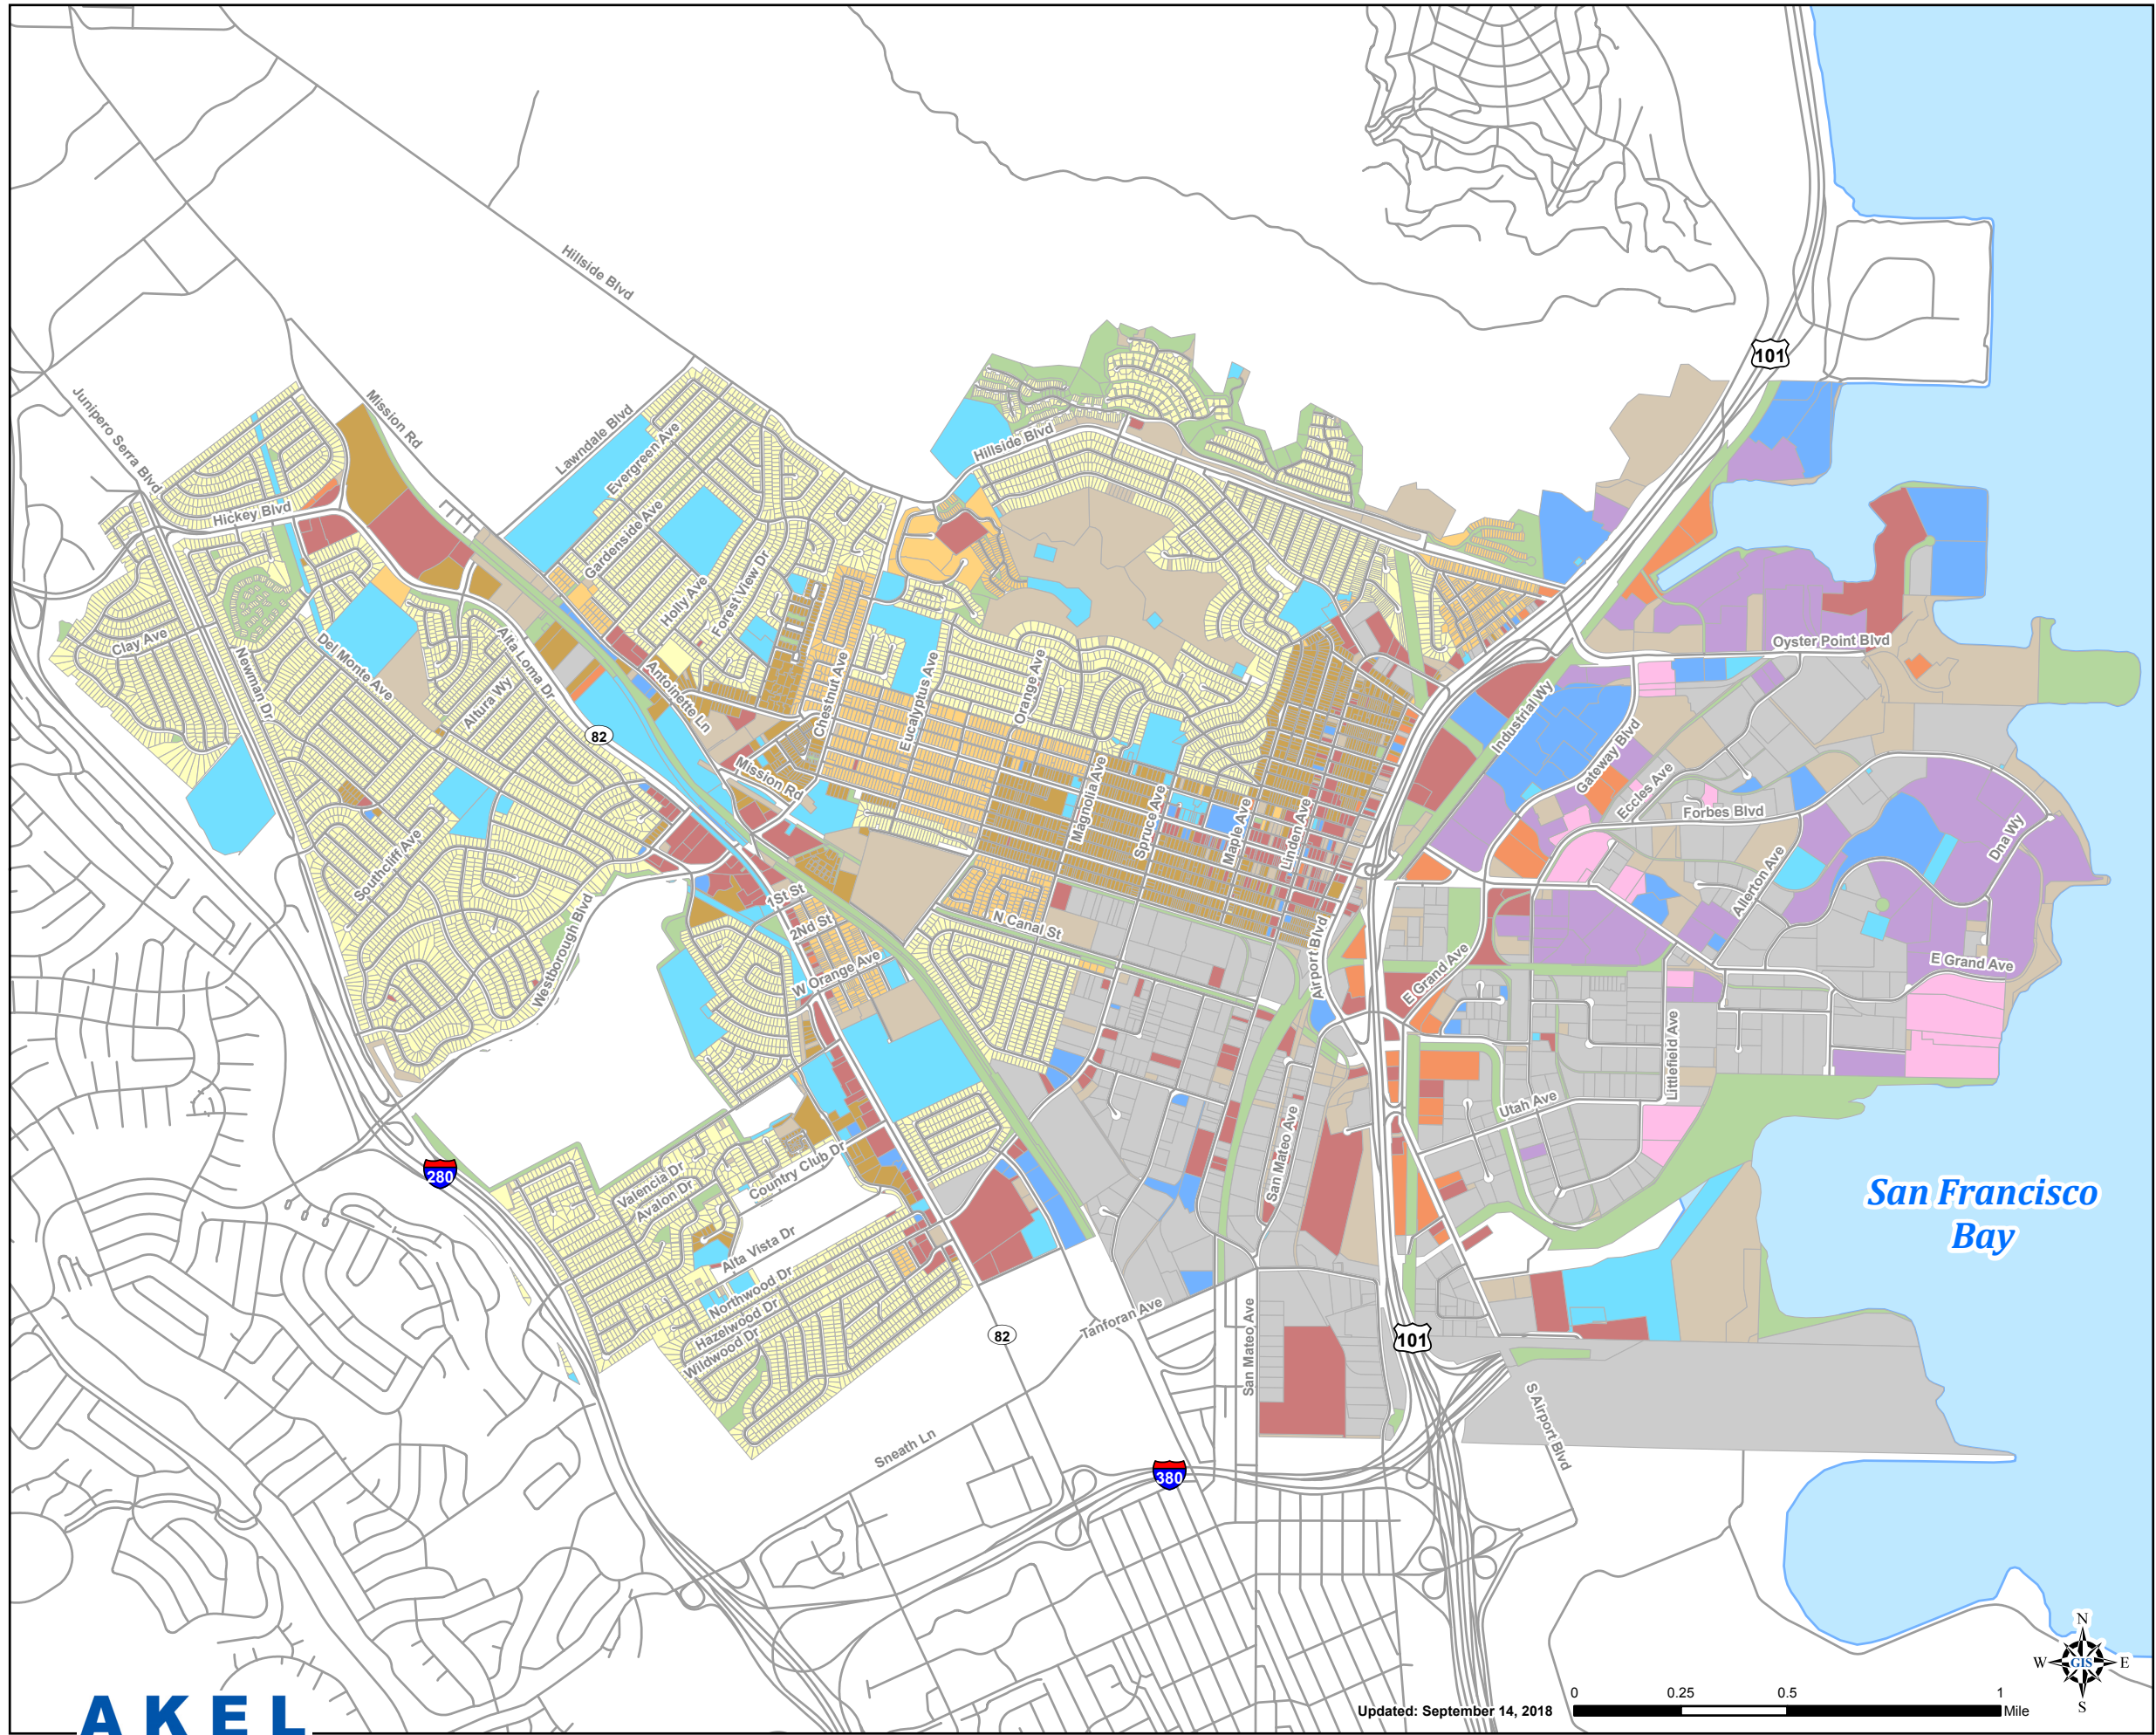 101
Hillside Blvd
Junipero Serra Blvd
Mission Rd
Lawndale Blvd
Evergreen Ave
Hillside Blvd
Hickey Blvd
Gardenside Ave
Holly Ave
Forest View Dr
Clay Ave
Newman Dr
Del Monte Ave
Alta Loma Dr
Altura Wy
Antoinette Ln
Chestnut Ave
Eucalyptus Ave
Orange Ave
Oyster Point Blvd
82
Industrial Wy
Gateway Blvd
Eccles Ave
Forbes Blvd
Mission Rd
Magnolia Ave
Spruce Ave
Maple Ave
Linden Ave
Dna Wy
Allerton Ave
Southcliff Ave
Westborough Blvd
1St St
2Nd St
N Canal St
W Orange Ave
Airport Blvd
E Grand Ave
E Grand Ave
Littlefield Ave
Utah Ave
San Mateo Ave
280
Valencia Dr
Avalon Dr
Country Club Dr
Alta Vista Dr
Northwood Dr
Hazelwood Dr
Wildwood Dr
San Francisco
Bay
82
Tanforan Ave
San Mateo Ave
101
S Airport Blvd
Sneath Ln
380
N
W
GIS
E
S
0
0.25
0.5
1
Mile
Updated: September 14, 2018
AKEL